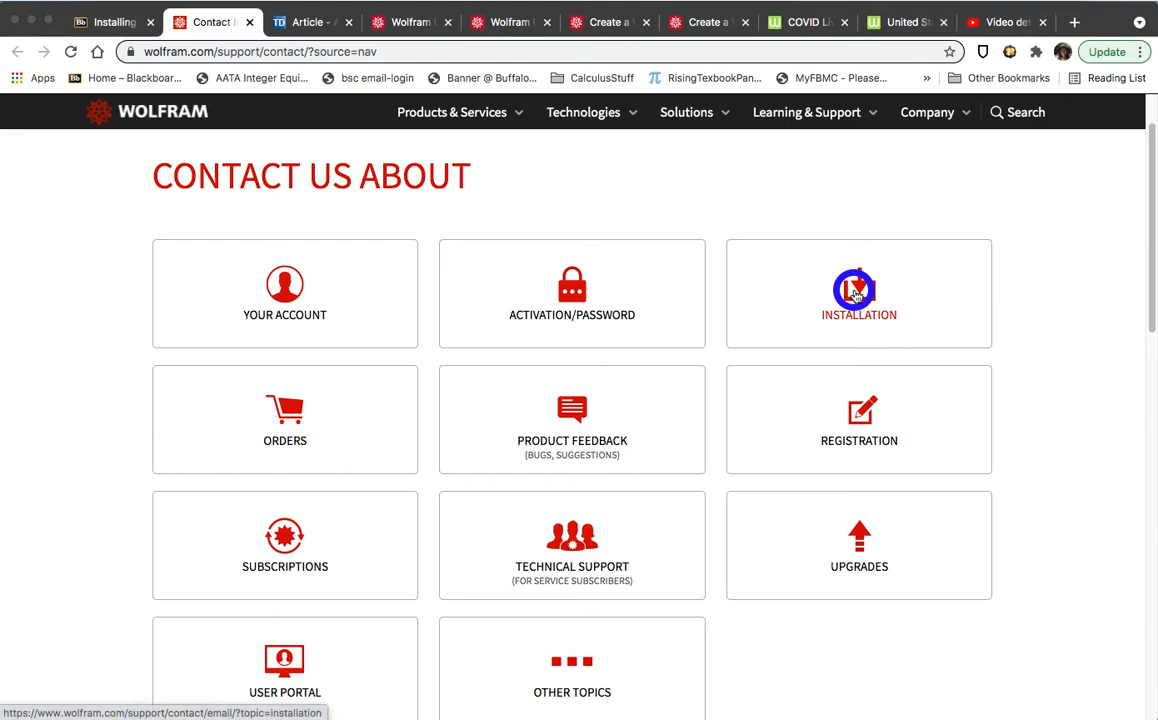 Installing
Contact
Article -
Wolfram
Wolfram
Create a
Create a
COVID Li
United St
Video det
wolfram.com/support/contact/?source=nav
Update
Apps
Home – Blackboar...
AATA Integer Equi...
bsc email-login
Banner @ Buffalo...
CalculusStuff
RisingTexbokPan...
MyFBMC - Please...
»
Other Bookmarks
Reading List
WOLFRAM
Products & Services
Technologies
Solutions
Learning & Support
Company
Search
CONTACT US ABOUT
YOUR ACCOUNT
ACTIVATION/PASSWORD
INSTALLATION
ORDERS
PRODUCT FEEDBACK
(BUGS, SUGGESTIONS)
REGISTRATION
SUBSCRIPTIONS
TECHNICAL SUPPORT
(FOR SERVICE SUBSCRIBERS)
UPGRADES
USER PORTAL
OTHER TOPICS
https://www.wolfram.com/support/contact/email/?topic=installation